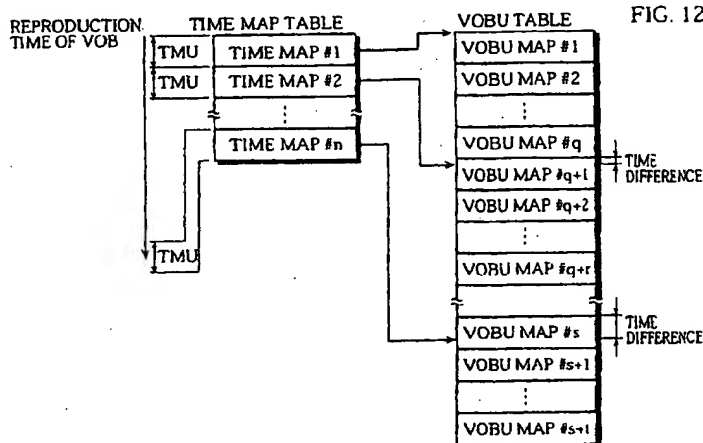 REPRODUCTION
TIME OF VOB
TIME MAP TABLE
VOBU TABLE
FIG. 12
TMU
TIME MAP #1
TMU
TIME MAP #2
TIME MAP #n
TMU
VOBU MAP #1
VOBU MAP #2
VOBU MAP #q
VOBU MAP #q+1
VOBU MAP #q+2
VOBU MAP #q+r
VOBU MAP #s
VOBU MAP #s+1
VOBU MAP #s+t
TIME
DIFFERENCE
TIME
DIFFERENCE